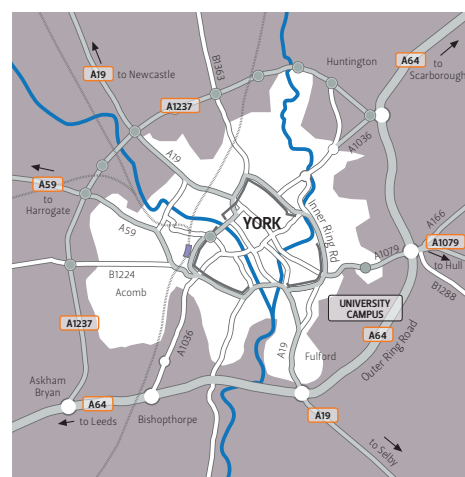 Huntington
A64
to
Scarborough
A19
to Newcastle
B1363
A1237
A1036
A19
A59
to
Harrogate
A59
YORK
Inner Ring Rd
A166
A1079
A1079
to Hull
B1288
B1224
Acomb
UNIVERSITY
CAMPUS
A1237
A1036
A19
Fulford
A64
Outer Ring Road
Askham
Bryan
A64
to Leeds
Bishopthorpe
A19
to Selby